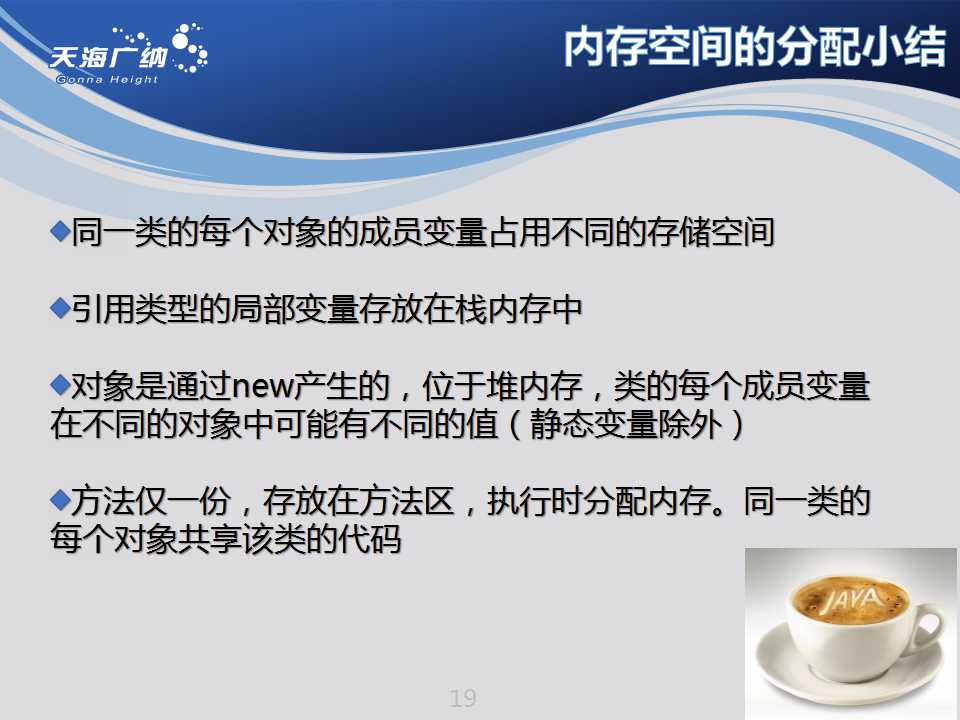 天海广纳
Gonna Height
内存空间的分配小结
同一类的每个对象的成员变量占用不同的存储空间
引用类型的局部变量存放在栈内存中
对象是通过new产生的，位于堆内存，类的每个成员变量
在不同的对象中可能有不同的值（静态变量除外）
方法仅一份，存放在方法区，执行时分配内存。同一类的
每个对象共享该类的代码
JAVA
19